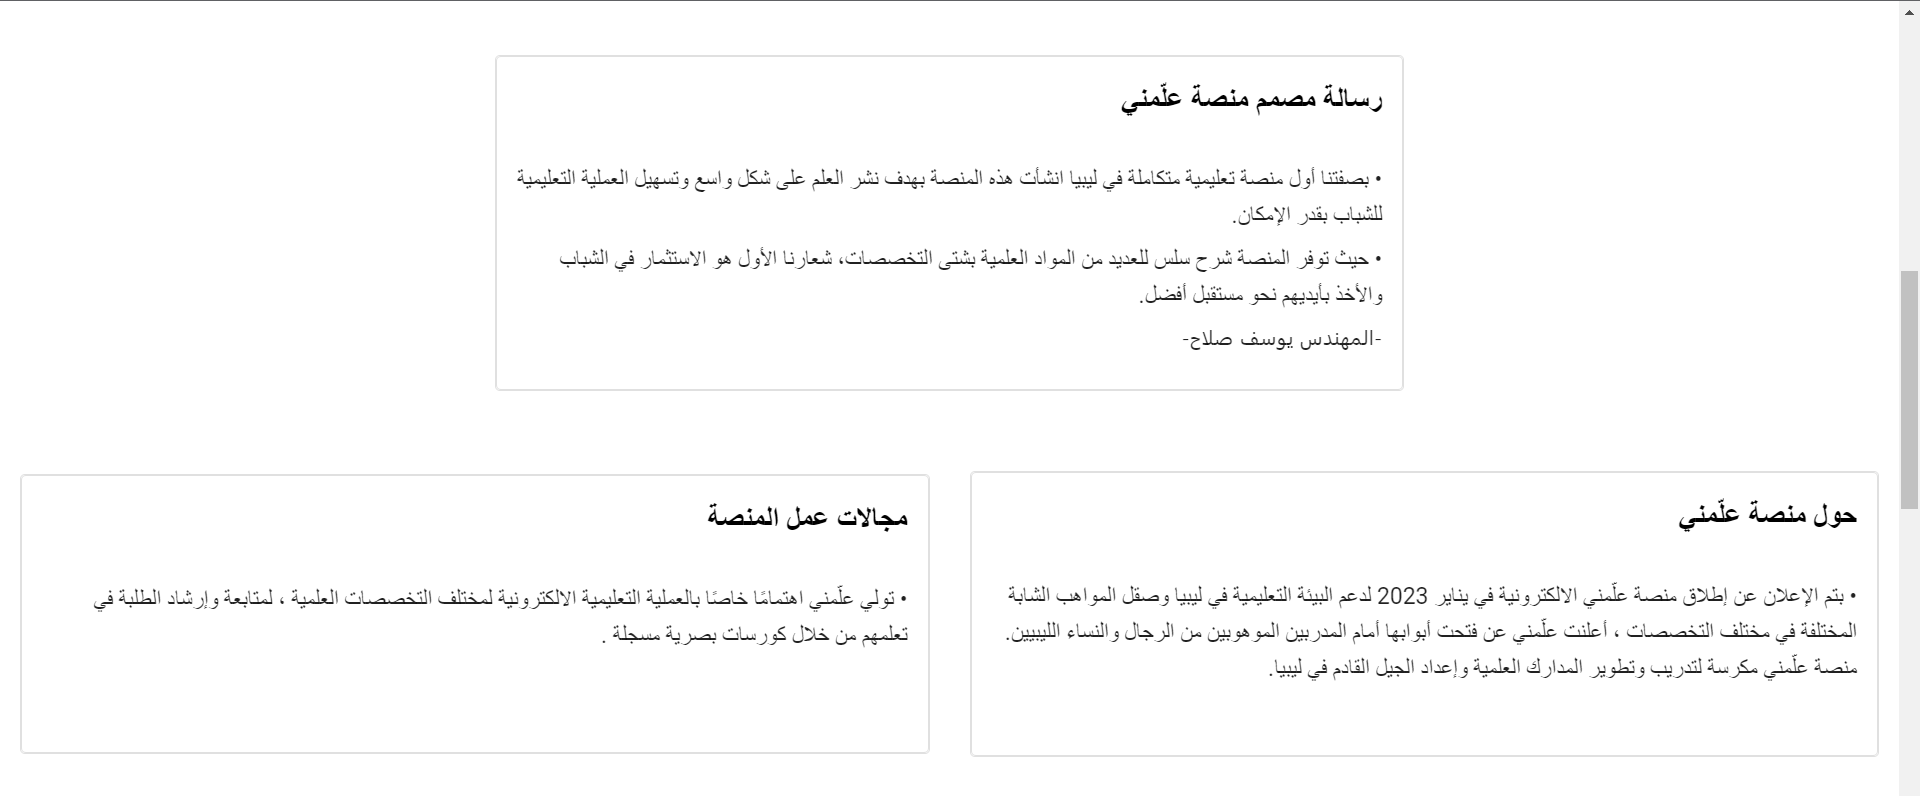 رسالة مصمم منصة علّمني
• بصفتنا أول منصة تعليمية متكاملة في ليبيا انشأت هذه المنصة بهدف نشر العلم على شكل واسع وتسهيل العملية التعليمية
للشباب بقدر الإمكان.
• حيث توفر المنصة شرح سلس للعديد من المواد العلمية بشتى التخصصات، شعارنا الأول هو الاستثمار في الشباب
والأخذ بأيديهم نحو مستقبل أفضل.
-المهندس يوسف صلاح-
حول منصة علّمني
• بتم الإعلان عن إطلاق منصة علّمني الالكترونية في يناير 2023 لدعم البيئة التعليمية في ليبيا وصقل المواهب الشابة
المختلفة في مختلف التخصصات ، أعلنت علّمني عن فتحت أبوابها أمام المدربين الموهوبين من الرجال والنساء الليبيين.
منصة علّمني مكرسة لتدريب وتطوير المدارك العلمية وإعداد الجيل القادم في ليبيا.
مجالات عمل المنصة
• تولي علّمني اهتمامًا خاصًا بالعملية التعليمية الالكترونية لمختلف التخصصات العلمية ، لمتابعة وإرشاد الطلبة في
تعلمهم من خلال كورسات بصرية مسجلة .